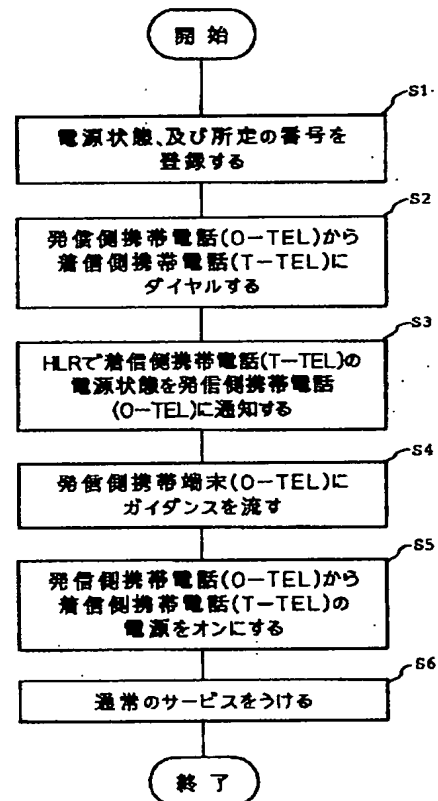 開始
S1
電源状態、及び所定の番号を
登録する
S2
発信側携帯電話(O−TEL)から
着信側携帯電話(T−TEL)に
ダイヤルする
S3
HLRで着信側携帯電話(T−TEL)の
電源状態を発信側携帯電話
(O−TEL)に通知する
S4
発信側携帯端末(O−TEL)に
ガイダンスを流す
S5
発信側携帯電話(O−TEL)から
着信側携帯電話(T−TEL)の
電源をオンにする
S6
通常のサービスをうける
終了